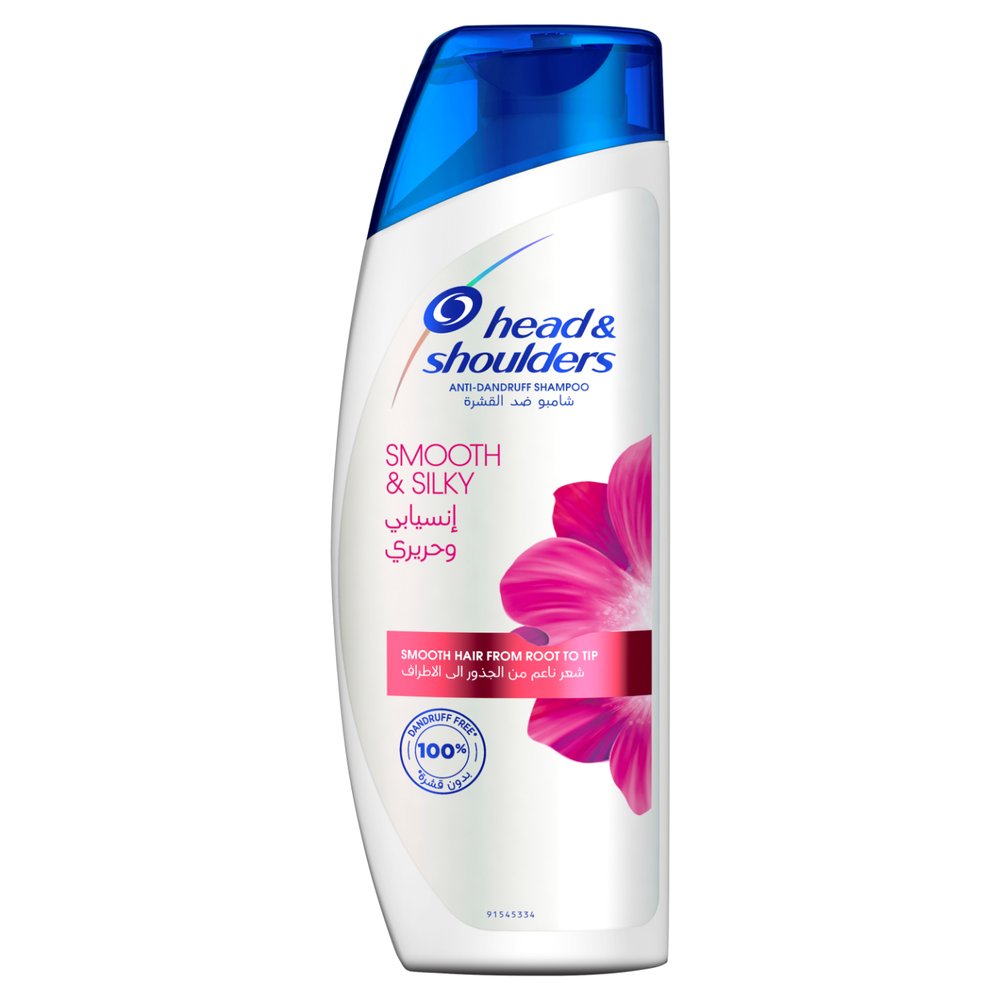 head &
shoulders
ANTI-DANDRUFF SHAMPOO
شامبو ضد القشرة
SMOOTH
& SILKY
إنسيابي
وحريري
SMOOTH HAIR FROM ROOT TO TIP
شعر ناعم من الجذور الى الاطراف
DANDRUFF FREE*
100%
بدون قشرة*
91545334